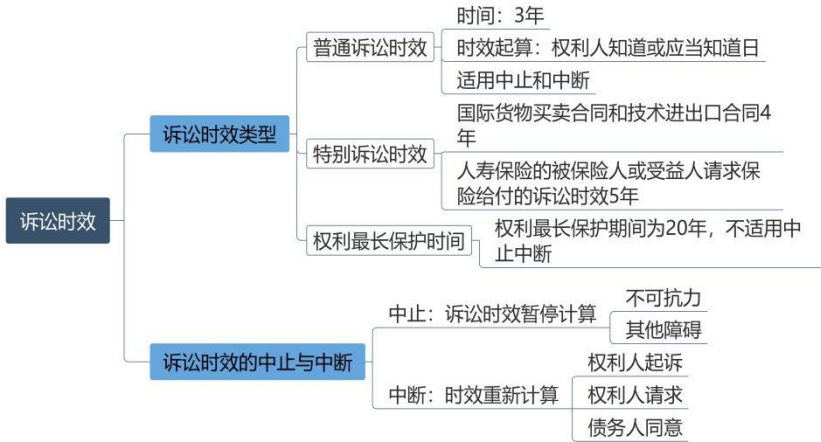 诉讼时效
诉讼时效类型
普通诉讼时效
时间：3年
时效起算：权利人知道或应当知道日
适用中止和中断
特别诉讼时效
国际货物买卖合同和技术进出口合同4
年
人寿保险的被保险人或受益人请求保
险给付的诉讼时效5年
权利最长保护时间
权利最长保护期间为20年，不适用中
止中断
诉讼时效的中止与中断
中止：诉讼时效暂停计算
不可抗力
其他障碍
中断：时效重新计算
权利人起诉
权利人请求
债务人同意